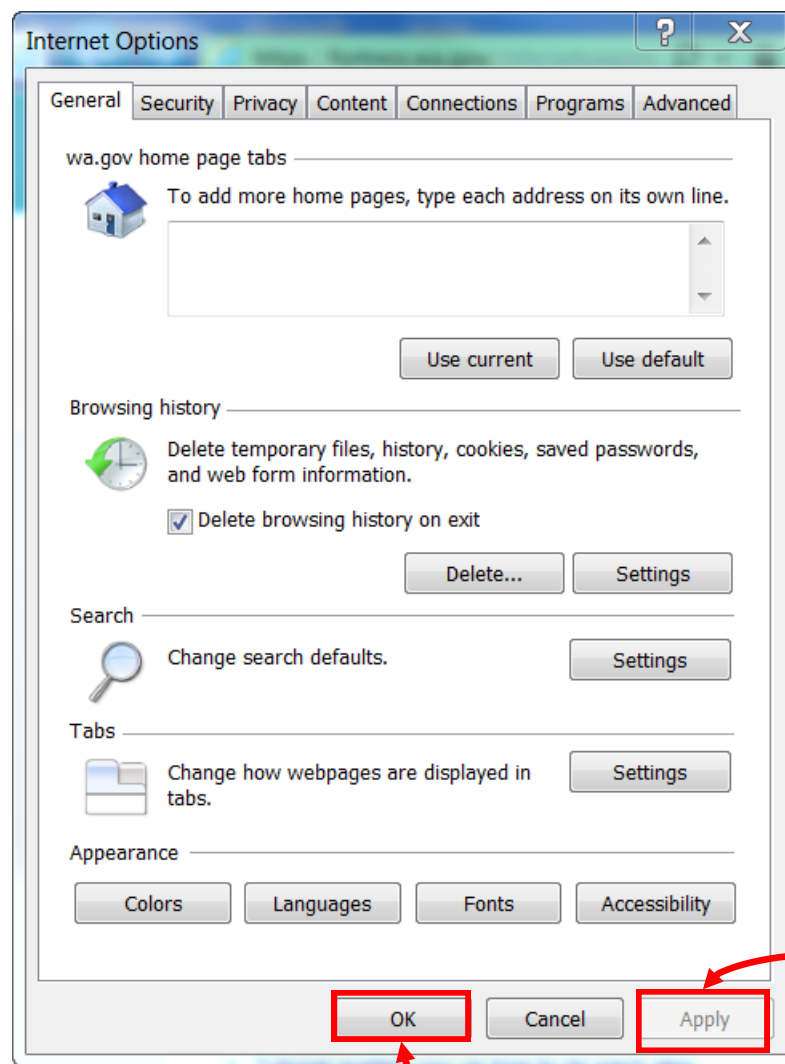 Internet Options
General Security Privacy Content Connections Programs Advanced
wa.gov home page tabs
To add more home pages, type each address on its own line.
Use current Use default
Browsing history
Delete temporary files, history, cookies, saved passwords,
and web form information.
Delete browsing history on exit
Delete... Settings
Search
Change search defaults. Settings
Tabs
Change how webpages are displayed in
tabs.
Settings
Appearance
Colors Languages Fonts Accessibility
OK Cancel Apply